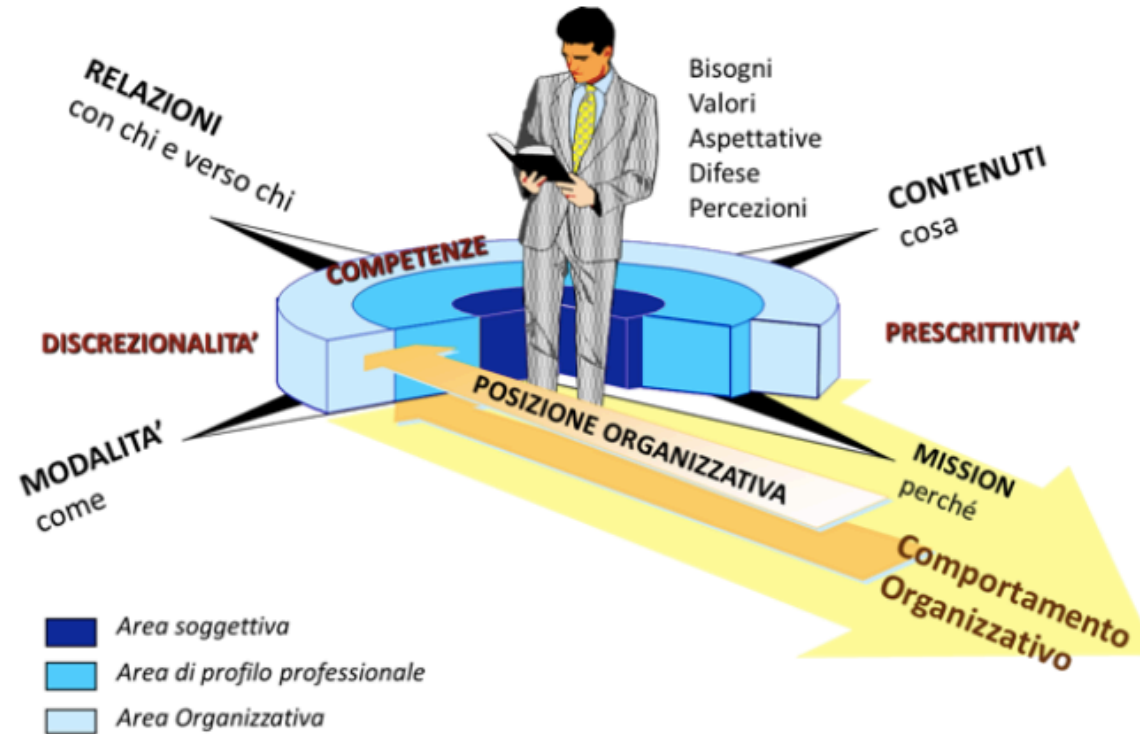 RELAZIONI
con chi e verso chi
Bisogni
Valori
Aspettative
Difese
Percezioni
CONTENUTI
cosa
COMPETENZE
DISCREZIONALITA’
PRESCRITTIVITA’
POSIZIONE ORGANIZZATIVA
MODALITA’
come
MISSION
perché
Comportamento
Organizzativo
Area soggettiva
Area di profilo professionale
Area Organizzativa